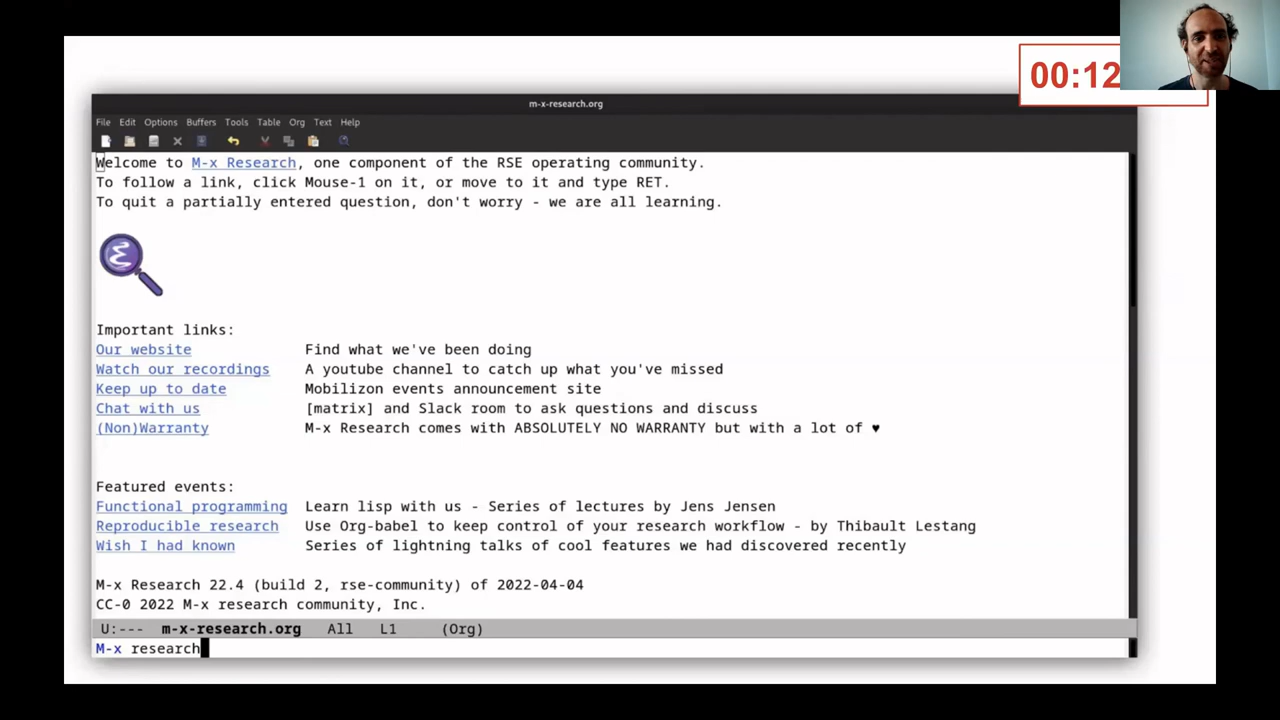 00:12
m-x-research.org
File Edit Options Buffers Tools Table Org Text Help
Welcome to M-x Research, one component of the RSE operating community.
To follow a link, click Mouse-1 on it, or move to it and type RET.
To quit a partially entered question, don't worry - we are all learning.
Important links:
Our website Find what we've been doing
Watch our recordings A youtube channel to catch up what you've missed
Keep up to date Mobilizon events announcement site
Chat with us [matrix] and Slack room to ask questions and discuss
(Non)Warranty M-x Research comes with ABSOLUTELY NO WARRANTY but with a lot of ♥
Featured events:
Functional programming Learn lisp with us - Series of lectures by Jens Jensen
Reproducible research Use Org-babel to keep control of your research workflow - by Thibault Lestang
Wish I had known Series of lightning talks of cool features we had discovered recently
M-x Research 22.4 (build 2, rse-community) of 2022-04-04
CC-0 2022 M-x research community, Inc.
U:--- m-x-research.org All L1 (Org)
M-x research